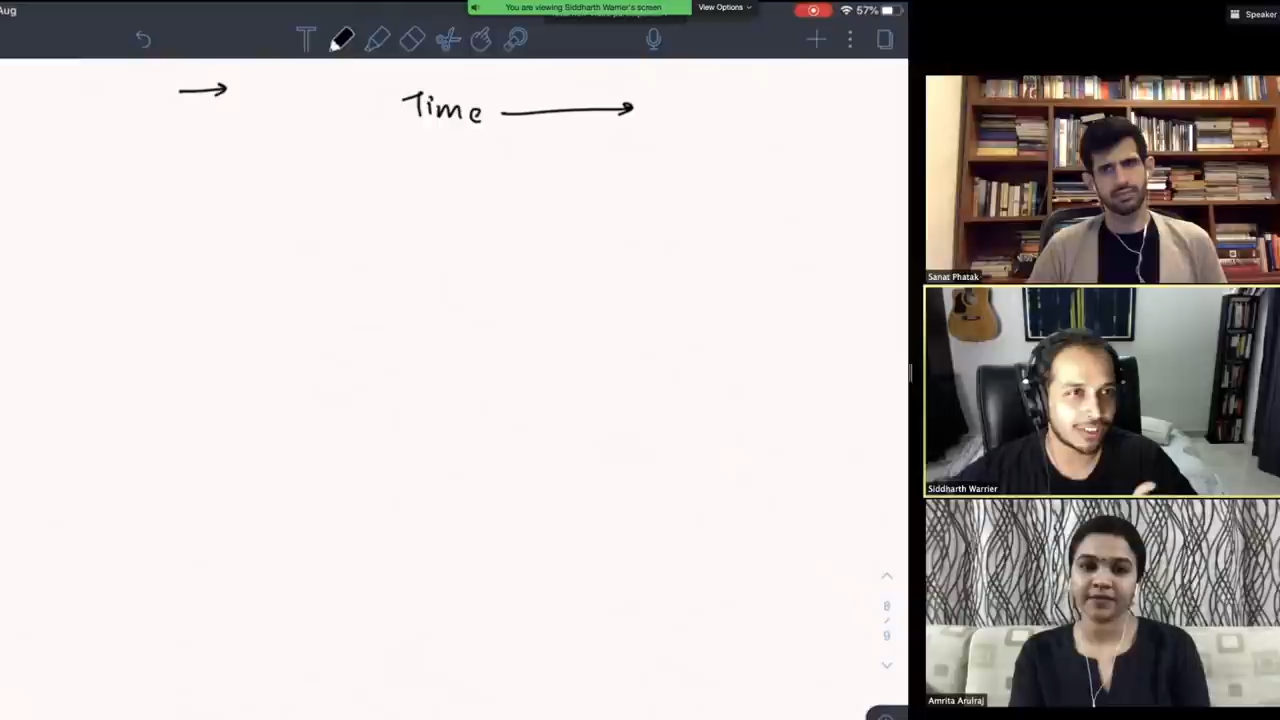 Aug
You are viewing Siddharth Warrier's screen
View Options
57%
Speaker
Time
8
9
Sanat Phatak
Siddharth Warrier
Amrita Arulraj